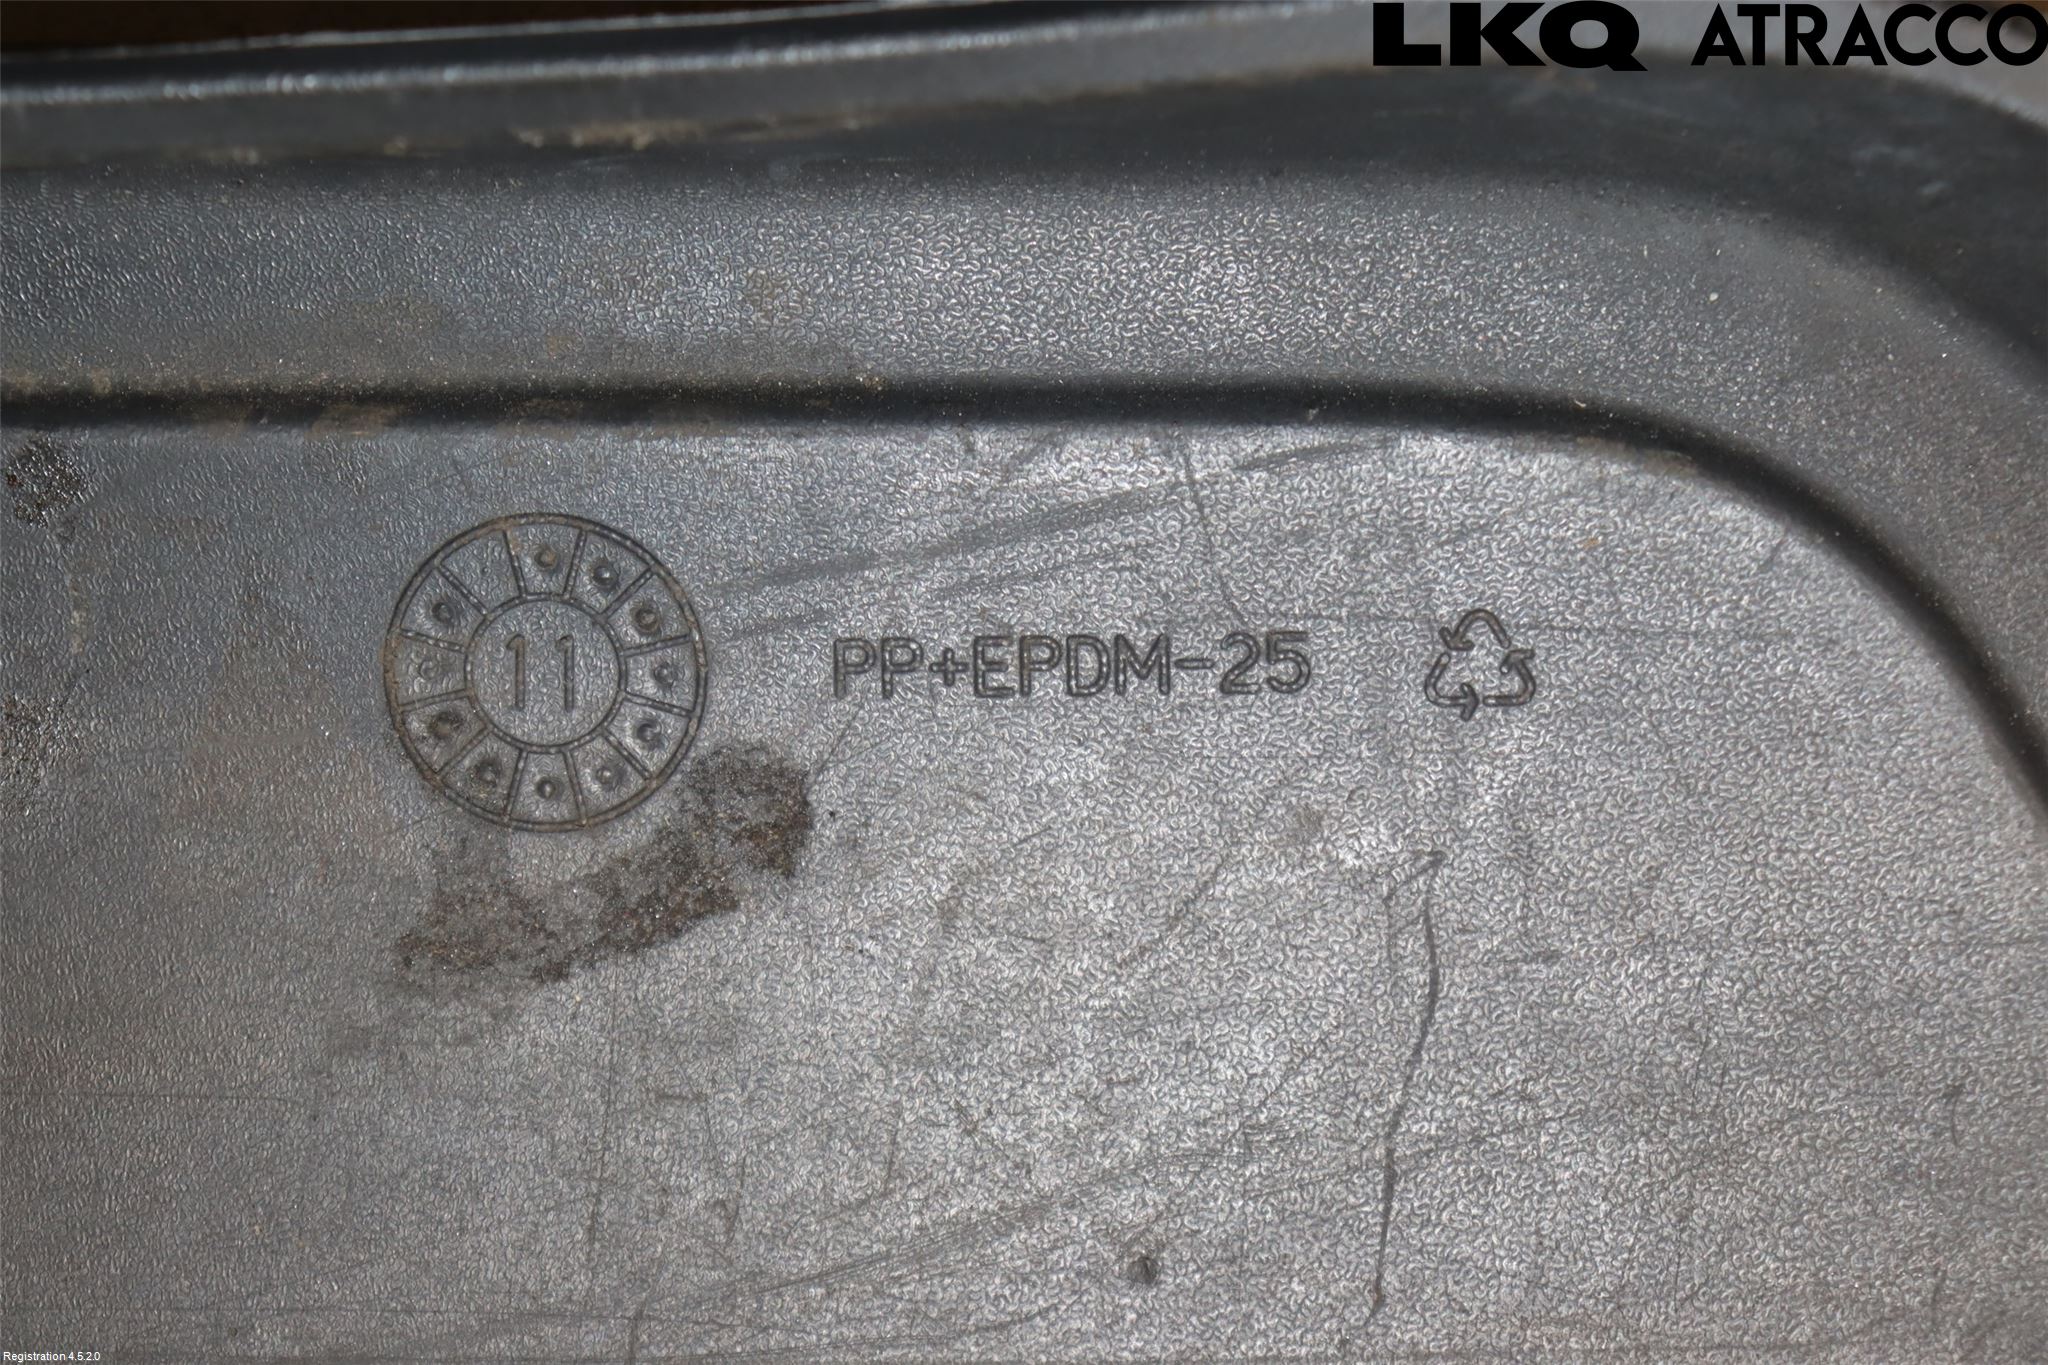 LKQ ATRACCO
11
PP+EPDM-25
Registration 4.5.2.0